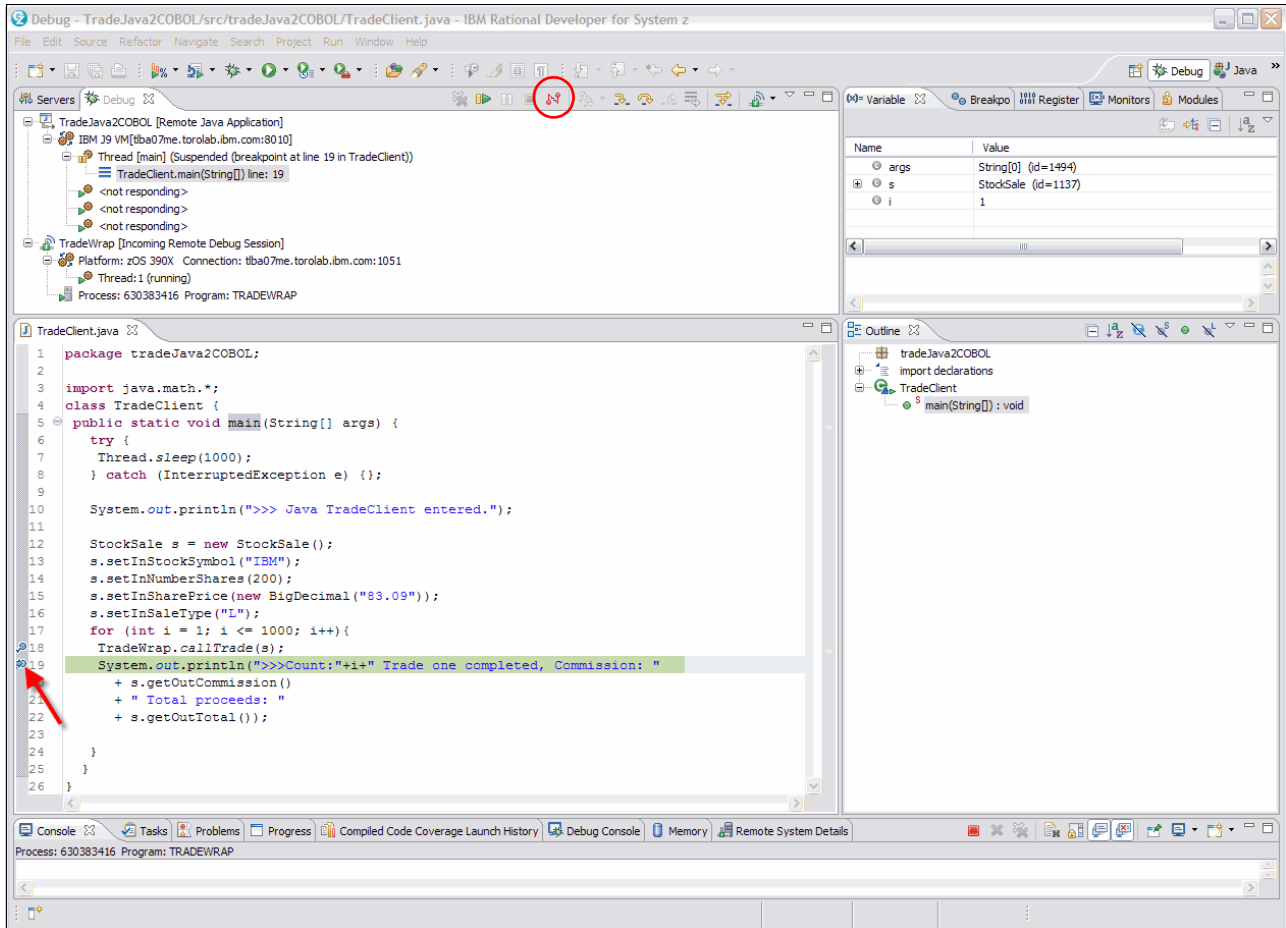 Debug - TradeJava2COBOL/src/tradeJava2COBOL/TradeClient.java - IBM Rational Developer for System z
File Edit Source Refactor Navigate Search Project Run Window Help
Debug Java »
Servers Debug
TradeJava2COBOL [Remote Java Application]
IBM J9 VM[tlba07me.torolab.ibm.com:8010]
Thread [main] (Suspended (breakpoint at line 19 in TradeClient))
TradeClient.main(String[]) line: 19
<not responding>
<not responding>
<not responding>
TradeWrap [Incoming Remote Debug Session]
Platform: zOS 390X Connection: tlba07me.torolab.ibm.com:1051
Thread:1 (running)
Process: 630383416 Program: TRADEWRAP
(x)= Variable Breakpo Register Monitors Modules
Name Value
args String[0] (id=1494)
s StockSale (id=1137)
i 1
TradeClient.java
1 package tradeJava2COBOL;
2
3 import java.math.*;
4 class TradeClient {
5 public static void main(String[] args) {
6 try {
7 Thread.sleep(1000);
8 } catch (InterruptedException e) {};
9
10 System.out.println(">>> Java TradeClient entered.");
11
12 StockSale s = new StockSale();
13 s.setInStockSymbol("IBM");
14 s.setInNumberShares(200);
15 s.setInSharePrice(new BigDecimal("83.09"));
16 s.setInSaleType("L");
17 for (int i = 1; i <= 1000; i++){
18 TradeWrap.callTrade(s);
19 System.out.println(">>>Count:"+i+" Trade one completed, Commission: "
+ s.getOutCommission()
21 + " Total proceeds: "
22 + s.getOutTotal());
23
24 }
25 }
26 }
Outline
tradeJava2COBOL
import declarations
TradeClient
main(String[]) : void
Console Tasks Problems Progress Compiled Code Coverage Launch History Debug Console Memory Remote System Details
Process: 630383416 Program: TRADEWRAP